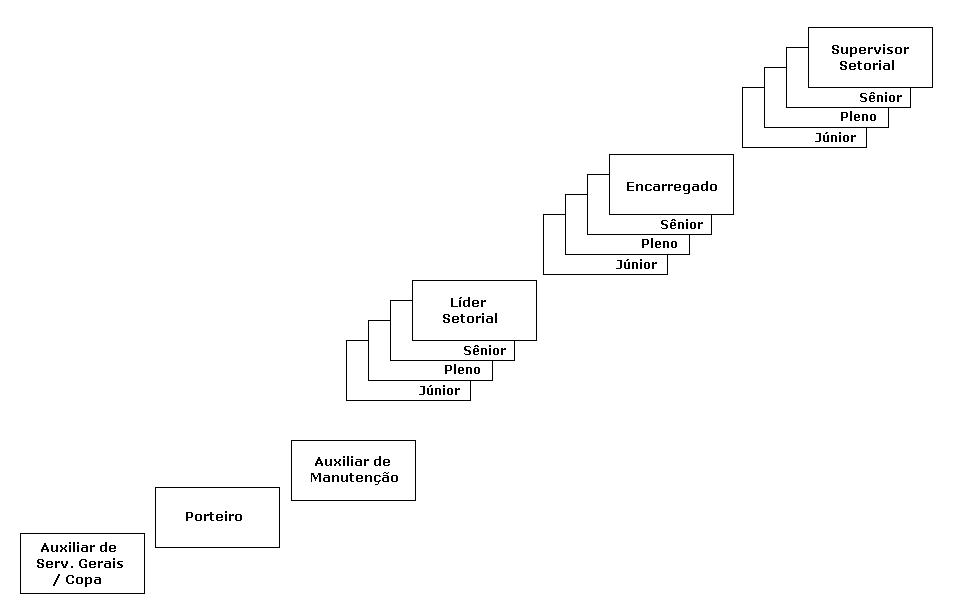 Supervisor
Setorial
Sênior
Pleno
Júnior
Encarregado
Sênior
Pleno
Júnior
Líder
Setorial
Sênior
Pleno
Júnior
Auxiliar de
Manutenção
Porteiro
Auxiliar de
Serv. Gerais
/ Copa